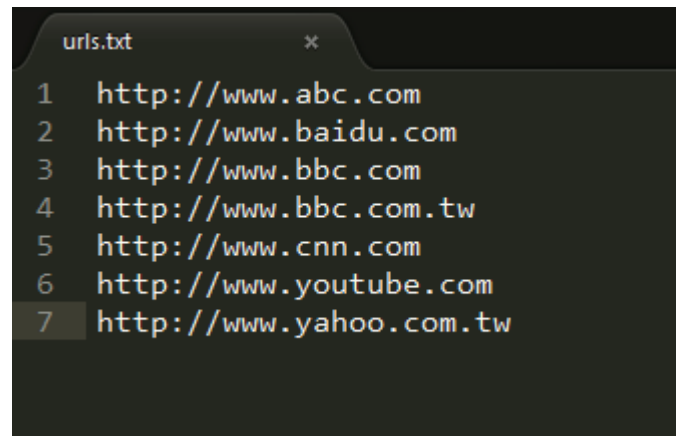 urls.txt ×
1 http://www.abc.com
2 http://www.baidu.com
3 http://www.bbc.com
4 http://www.bbc.com.tw
5 http://www.cnn.com
6 http://www.youtube.com
7 http://www.yahoo.com.tw